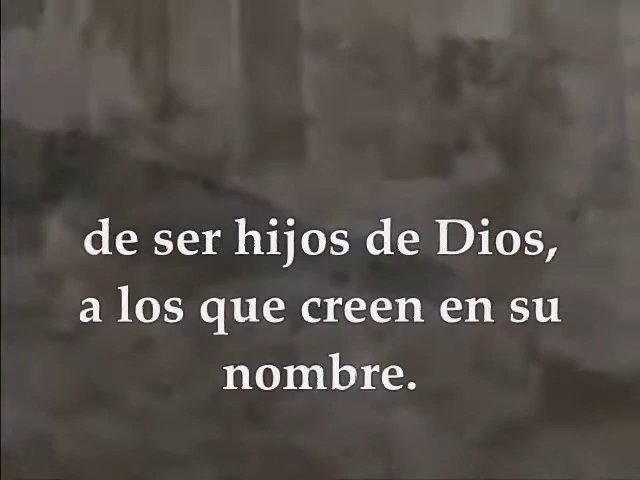 de ser hijos de Dios,
a los que creen en su
nombre.